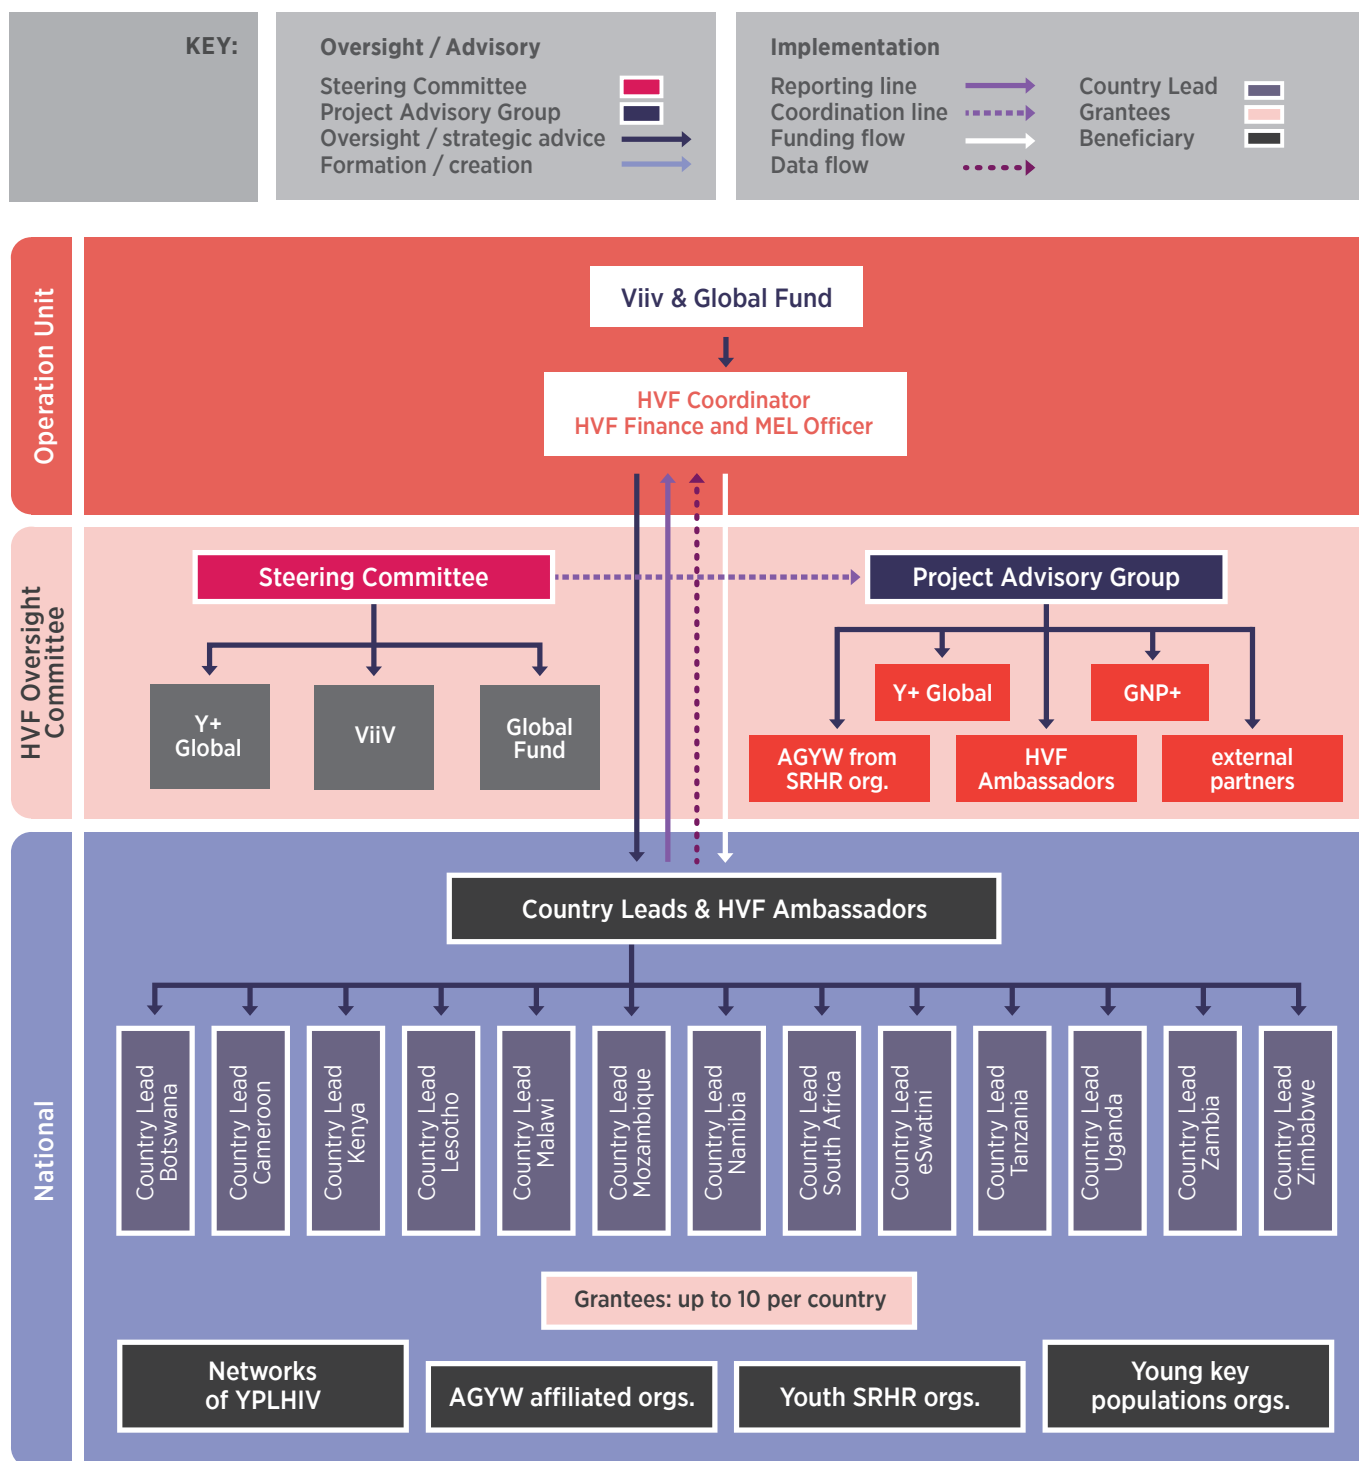 KEY:
Oversight / Advisory
Steering Committee
Project Advisory Group
Oversight / strategic advice
Formation / creation
Implementation
Reporting line
Coordination line
Funding flow
Data flow
Country Lead
Grantees
Beneficiary
Operation Unit
Viiv & Global Fund
HVF Coordinator
HVF Finance and MEL Officer
HVF Oversight
Committee
Steering Committee
Project Advisory Group
Y+
Global
ViiV
Global
Fund
Y+ Global
GNP+
AGYW from
SRHR org.
HVF
Ambassadors
external
partners
National
Country Leads & HVF Ambassadors
Country Lead
Botswana
Country Lead
Cameroon
Country Lead
Kenya
Country Lead
Lesotho
Country Lead
Malawi
Country Lead
Mozambique
Country Lead
Namibia
Country Lead
South Africa
Country Lead
eSwatini
Country Lead
Tanzania
Country Lead
Uganda
Country Lead
Zambia
Country Lead
Zimbabwe
Grantees: up to 10 per country
Networks
of YPLHIV
AGYW affiliated orgs.
Youth SRHR orgs.
Young key
populations orgs.